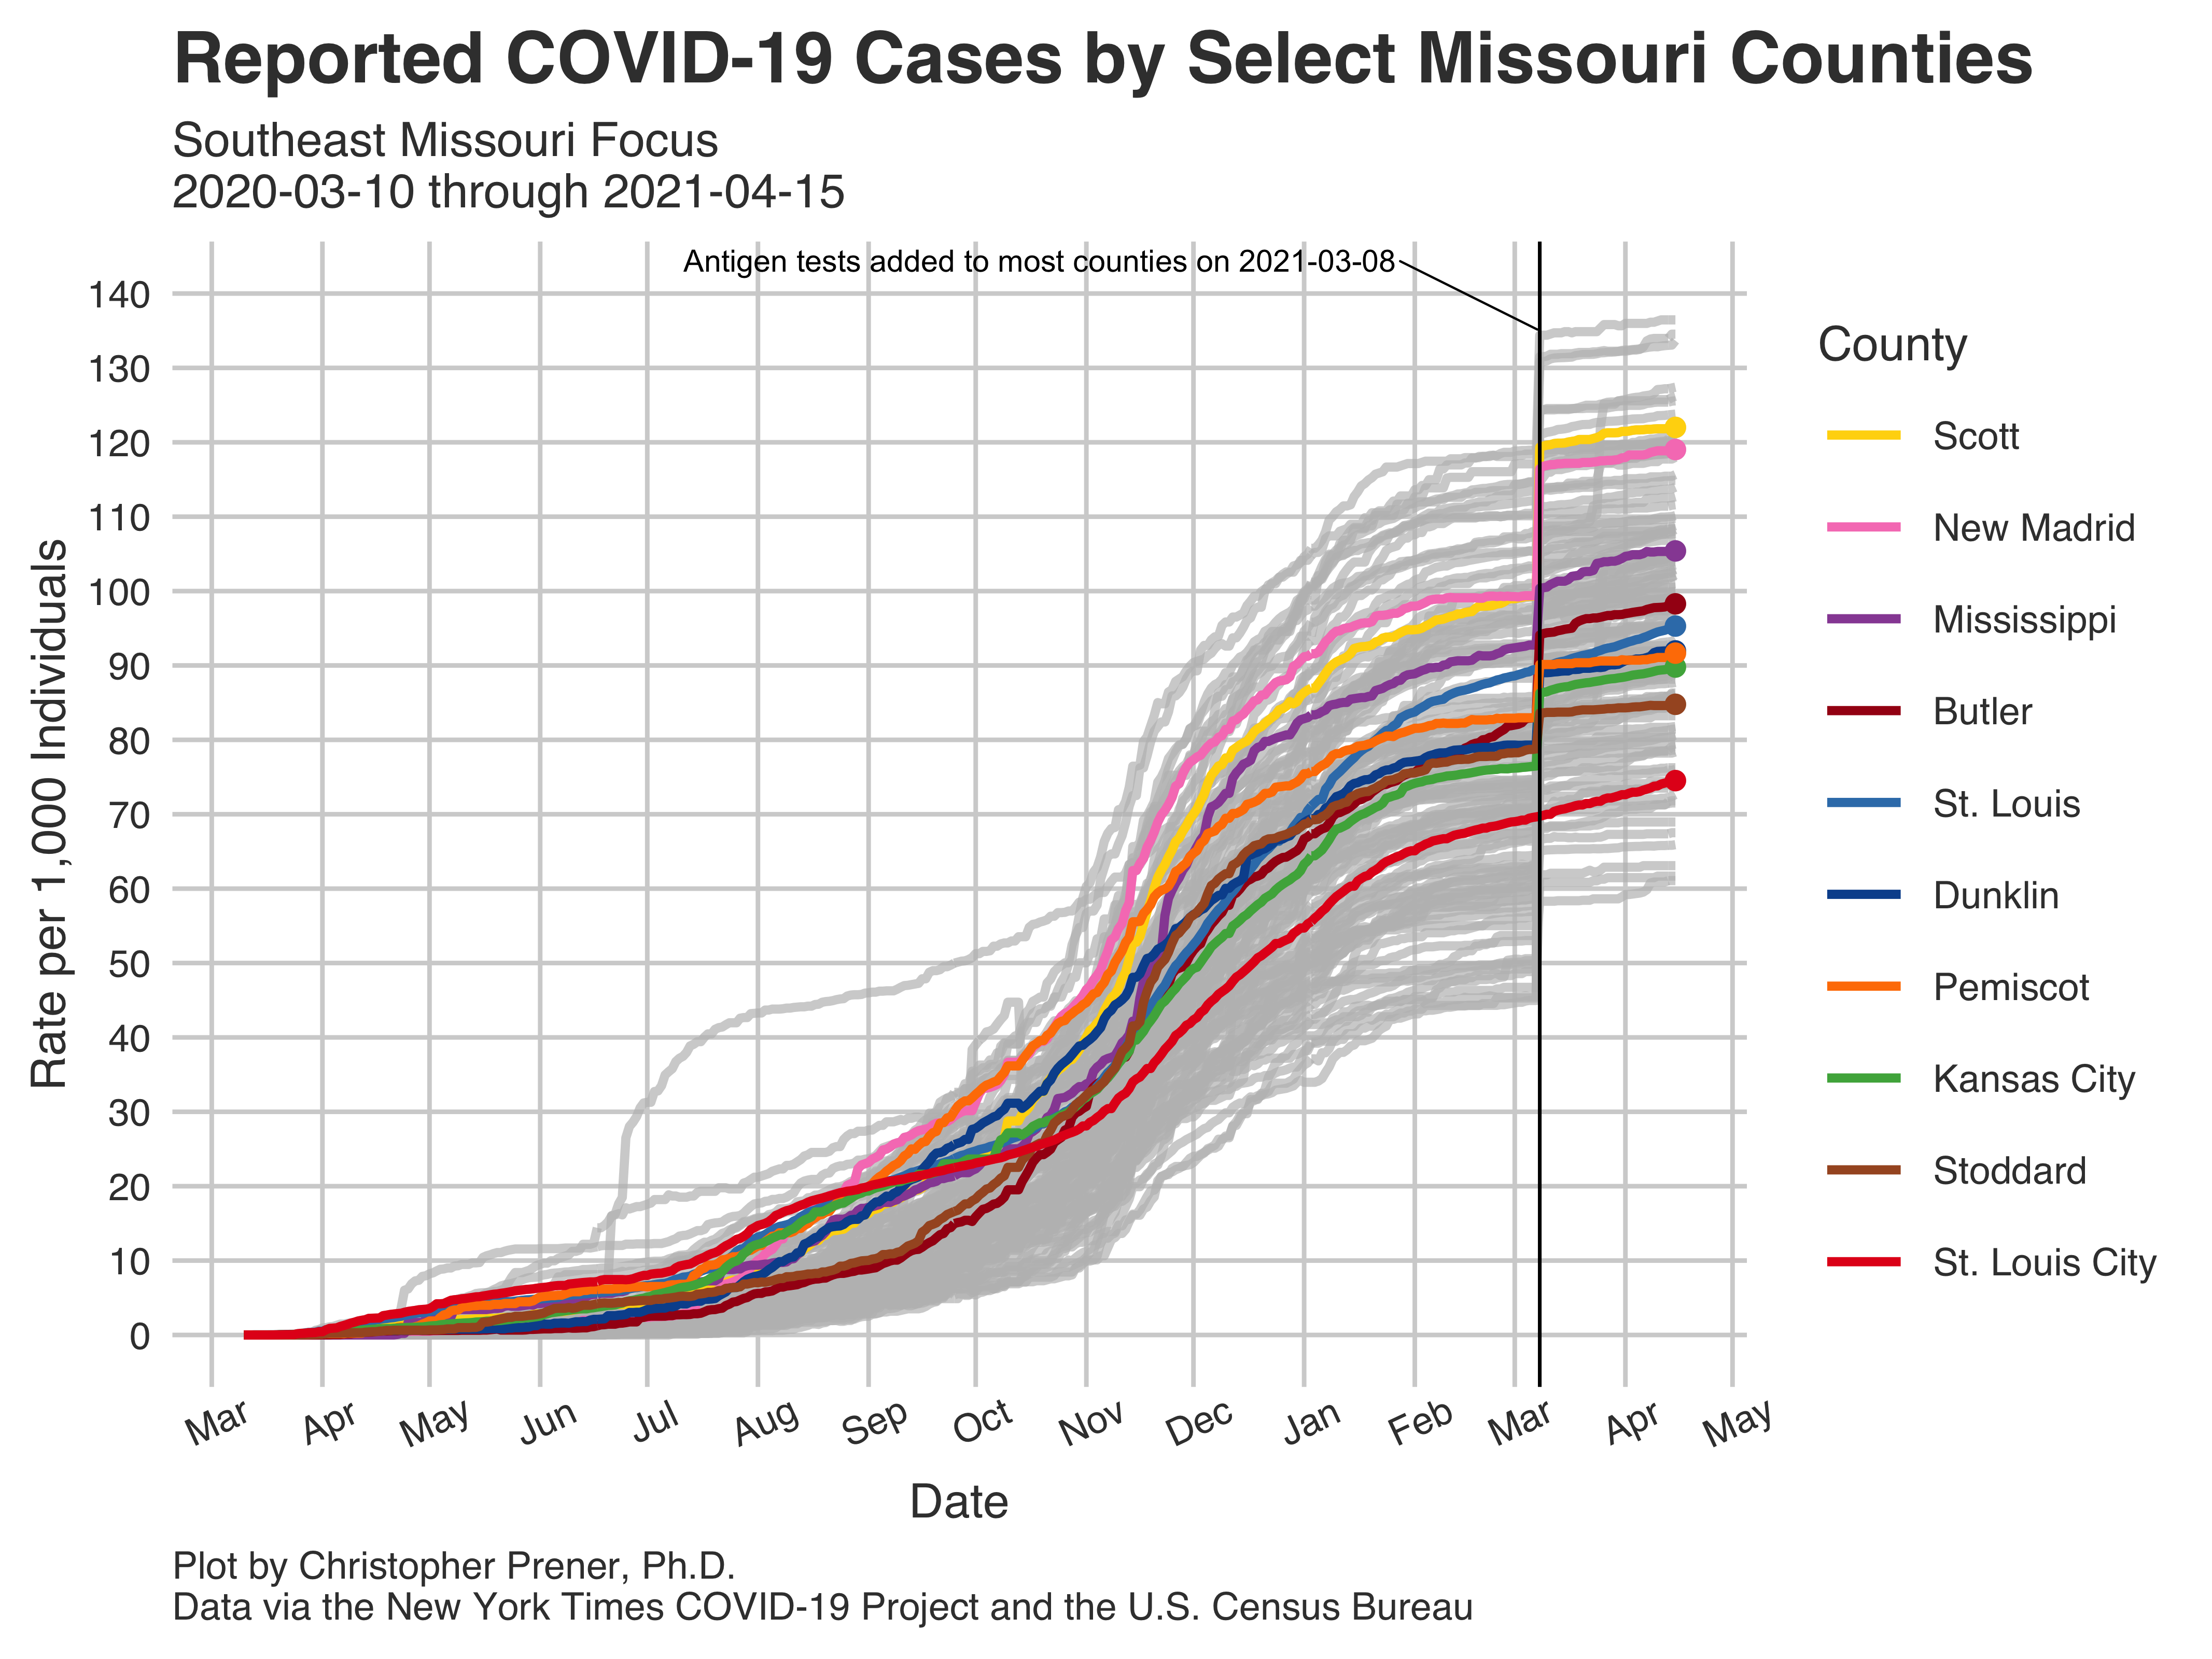 Reported COVID-19 Cases by Select Missouri Counties
Southeast Missouri Focus
2020-03-10 through 2021-04-15
Antigen tests added to most counties on 2021-03-08
140
130
120
110
100
90
80
70
60
50
40
30
20
10
0
Rate per 1,000 Individuals
Mar
Apr
May
Jun
Jul
Aug
Sep
Oct
Nov
Dec
Jan
Feb
Mar
Apr
May
Date
County
Scott
New Madrid
Mississippi
Butler
St. Louis
Dunklin
Pemiscot
Kansas City
Stoddard
St. Louis City
Plot by Christopher Prener, Ph.D.
Data via the New York Times COVID-19 Project and the U.S. Census Bureau